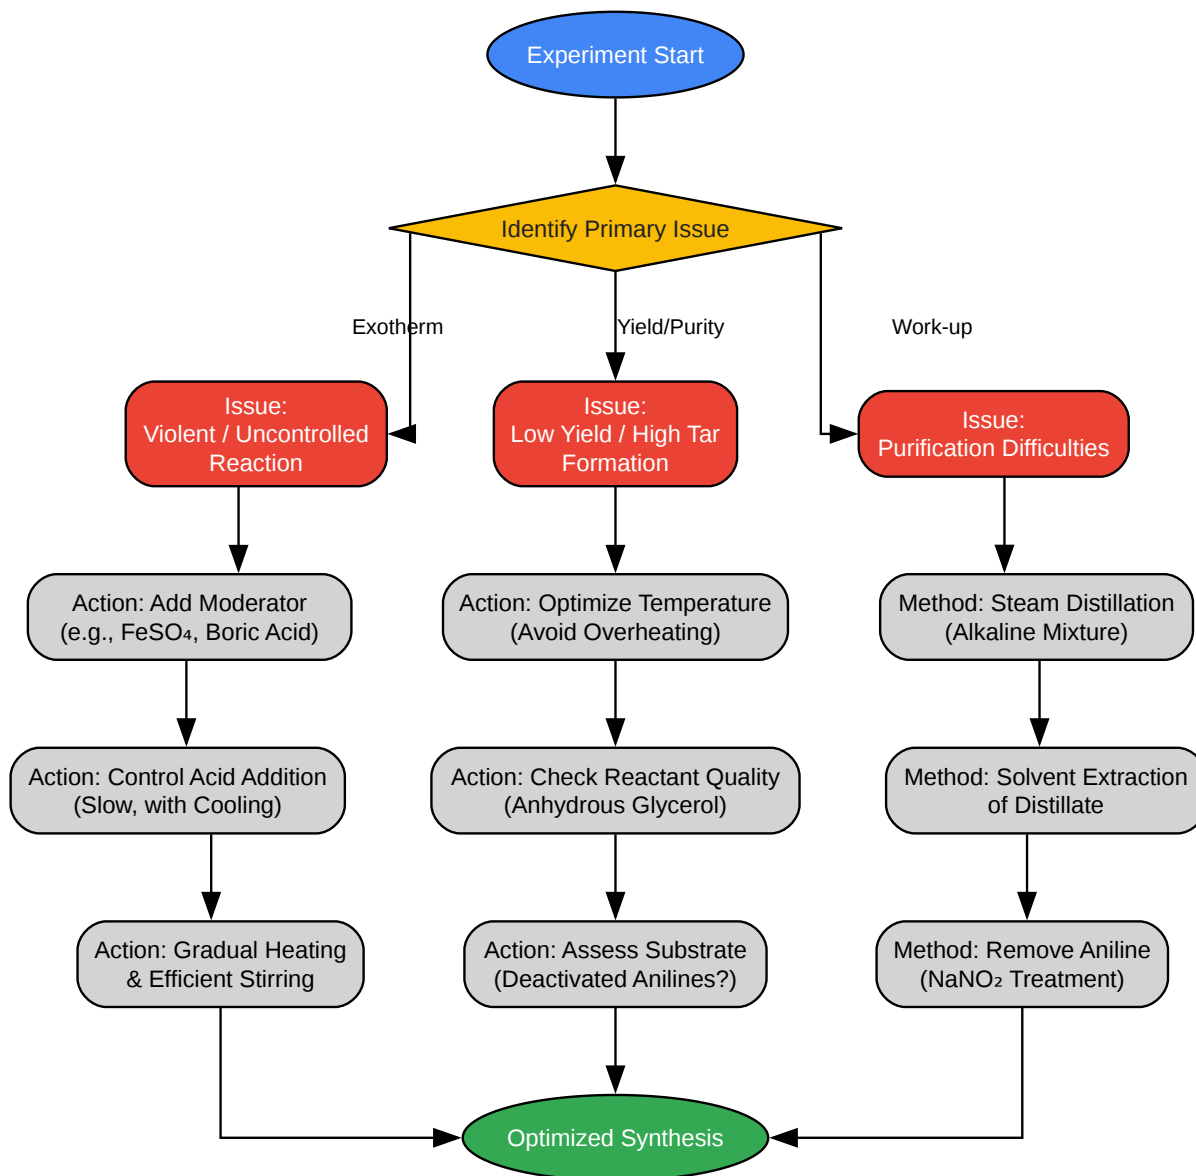 Experiment Start
Identify Primary Issue
Exotherm
Yield/Purity
Work-up
Issue:
Violent / Uncontrolled
Reaction
Issue:
Low Yield / High Tar
Formation
Issue:
Purification Difficulties
Action: Add Moderator
(e.g., FeSO₄, Boric Acid)
Action: Optimize Temperature
(Avoid Overheating)
Method: Steam Distillation
(Alkaline Mixture)
Action: Control Acid Addition
(Slow, with Cooling)
Action: Check Reactant Quality
(Anhydrous Glycerol)
Method: Solvent Extraction
of Distillate
Action: Gradual Heating
& Efficient Stirring
Action: Assess Substrate
(Deactivated Anilines?)
Method: Remove Aniline
(NaNO₂ Treatment)
Optimized Synthesis